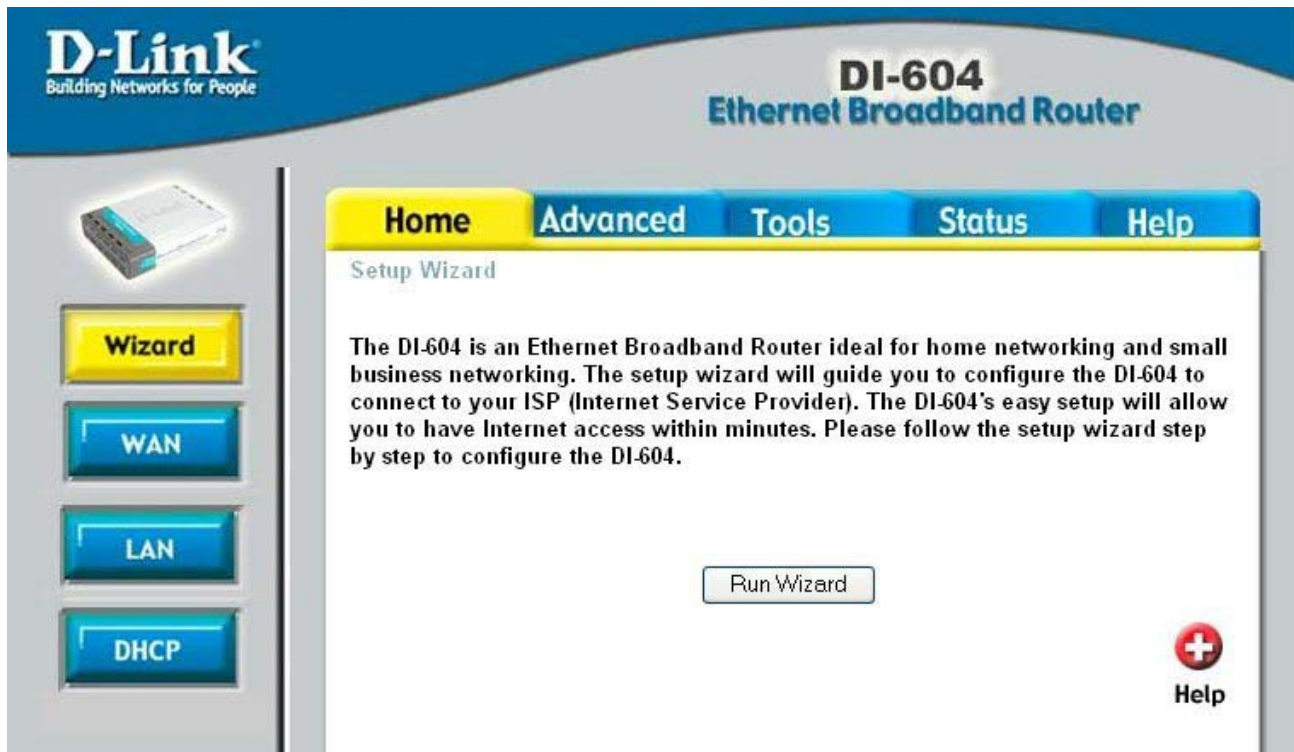 D-Link
Building Networks for People
DI-604
Ethernet Broadband Router
Home
Advanced
Tools
Status
Help
Wizard
WAN
LAN
DHCP
Setup Wizard
The DI-604 is an Ethernet Broadband Router ideal for home networking and small
business networking. The setup wizard will guide you to configure the DI-604 to
connect to your ISP (Internet Service Provider). The DI-604's easy setup will allow
you to have Internet access within minutes. Please follow the setup wizard step
by step to configure the DI-604.
Run Wizard
Help